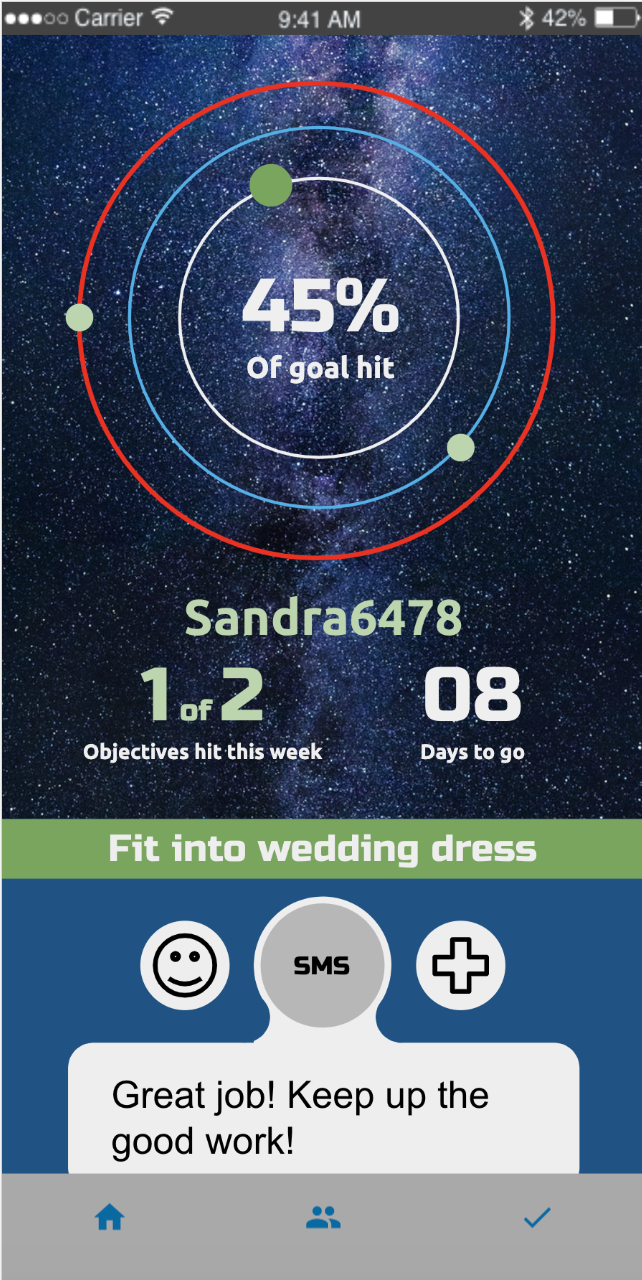 Carrier 9:41 AM 42%
45%
Of goal hit
Sandra6478
1 of 2 08
Objectives hit this week Days to go
Fit into wedding dress
SMS
Great job! Keep up the
good work!